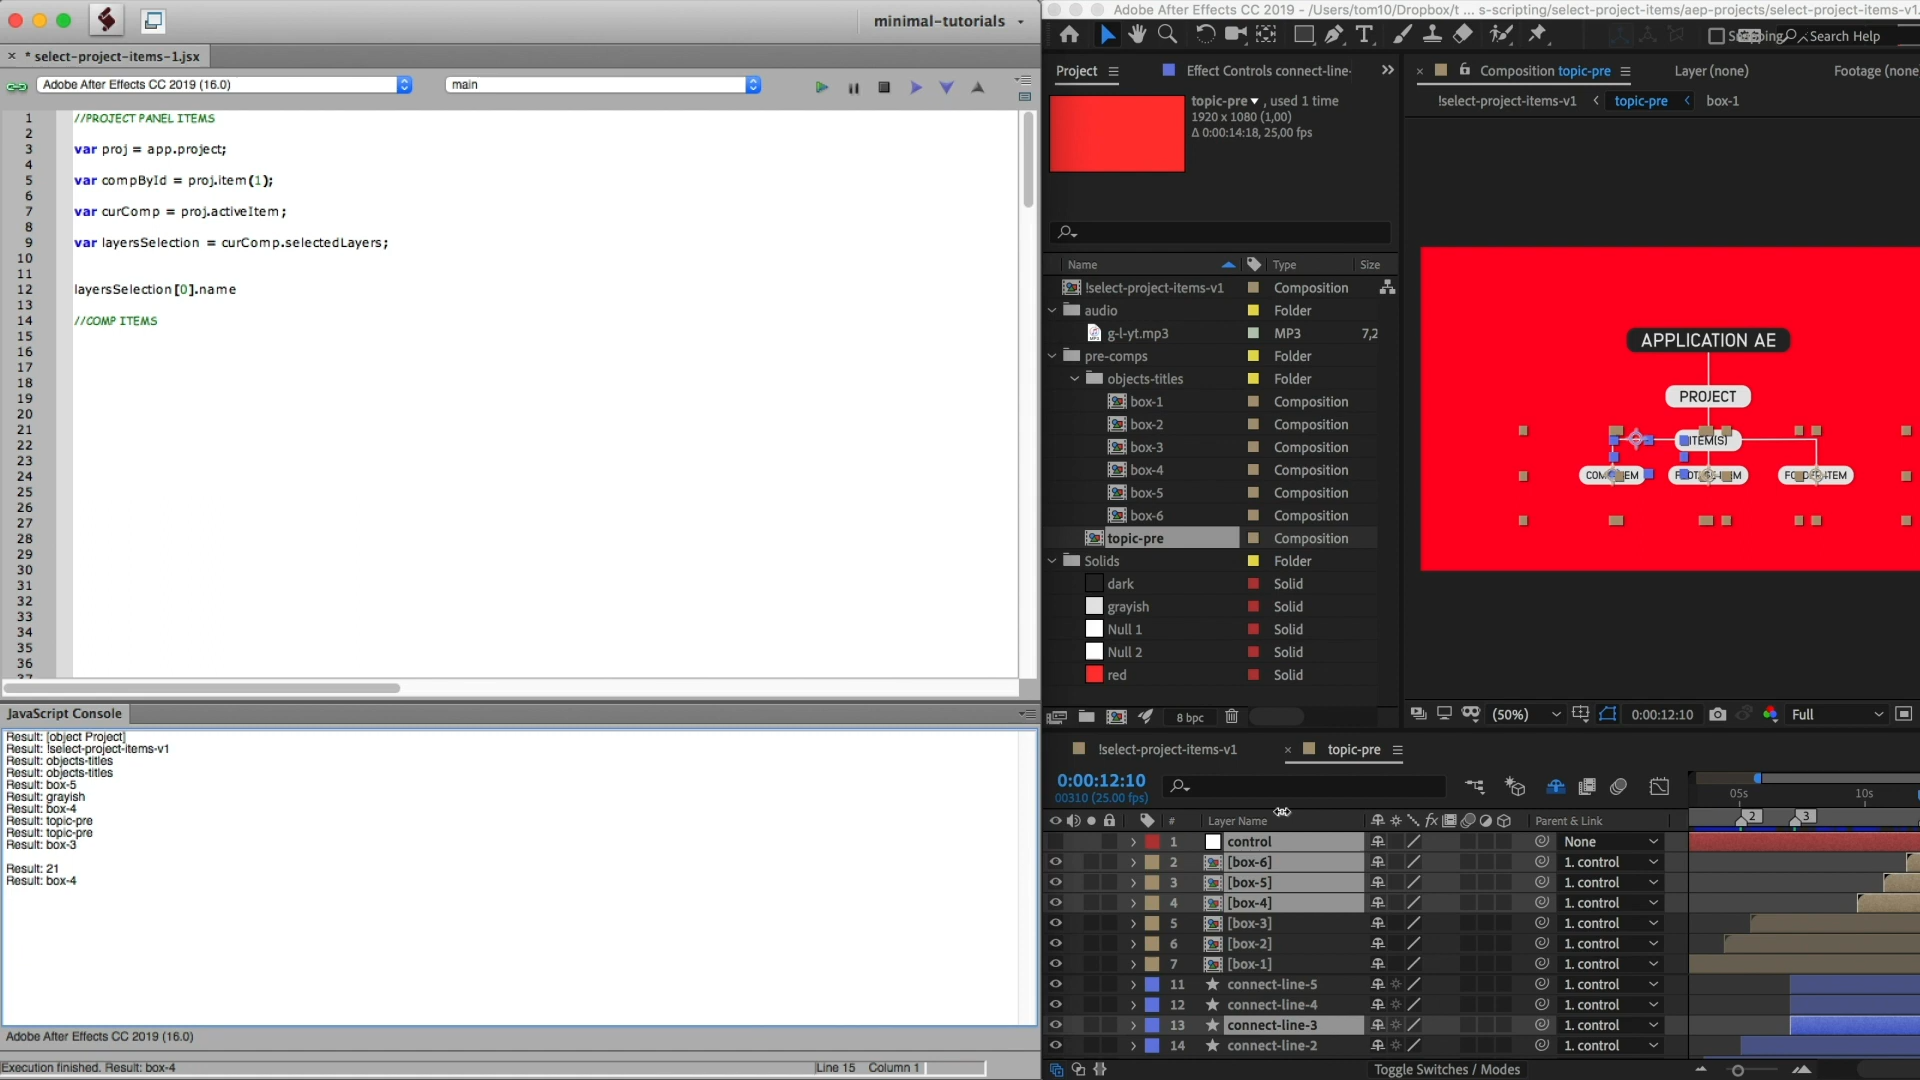 minimal-tutorials
* select-project-items-1.jsx
Adobe After Effects CC 2019 (16.0)
main
1 //PROJECT PANEL ITEMS
2
3 var proj = app.project;
4
5 var compById = proj.item(1);
6
7 var curComp = proj.activeItem;
8
9 var layersSelection = curComp.selectedLayers;
10
11
12 layersSelection[0].name
13
14 //COMP ITEMS
15
16
17
18
19
20
21
22
23
24
25
26
27
28
29
30
31
32
33
34
35
36
37
JavaScript Console
Result: [object Project]
Result: !select-project-items-v1
Result: objects-titles
Result: objects-titles
Result: box-5
Result: grayish
Result: box-4
Result: topic-pre
Result: topic-pre
Result: box-3
Result: 21
Result: box-4
Adobe After Effects CC 2019 (16.0)
Execution finished. Result: box-4
Line 15 Column 1
Adobe After Effects CC 2019 - /Users/tom10/Dropbox/t ... s-scripting/select-project-items/aep-projects/select-project-items-v1.
Search Help
Project
Effect Controls connect-line-
Composition topic-pre
Layer (none)
Footage (none
topic-pre , used 1 time
1920 x 1080 (1,00)
Δ 0:00:14:18, 25,00 fps
!select-project-items-v1
topic-pre
box-1
Name Type Size
!select-project-items-v1 Composition
audio Folder
g-l-yt.mp3 MP3 7,2
pre-comps Folder
objects-titles Folder
box-1 Composition
box-2 Composition
box-3 Composition
box-4 Composition
box-5 Composition
box-6 Composition
topic-pre Composition
Solids Folder
dark Solid
grayish Solid
Null 1 Solid
Null 2 Solid
red Solid
8 bpc
APPLICATION AE
PROJECT
ITEM(S)
(50%)
0:00:12:10
Full
!select-project-items-v1
topic-pre
0:00:12:10
00310 (25.00 fps)
05s
10s
2
3
# Layer Name fx Parent & Link
1 control None
2 [box-6] 1. control
3 [box-5] 1. control
4 [box-4] 1. control
5 [box-3] 1. control
6 [box-2] 1. control
7 [box-1] 1. control
11 connect-line-5 1. control
12 connect-line-4 1. control
13 connect-line-3 1. control
14 connect-line-2 1. control
Toggle Switches / Modes